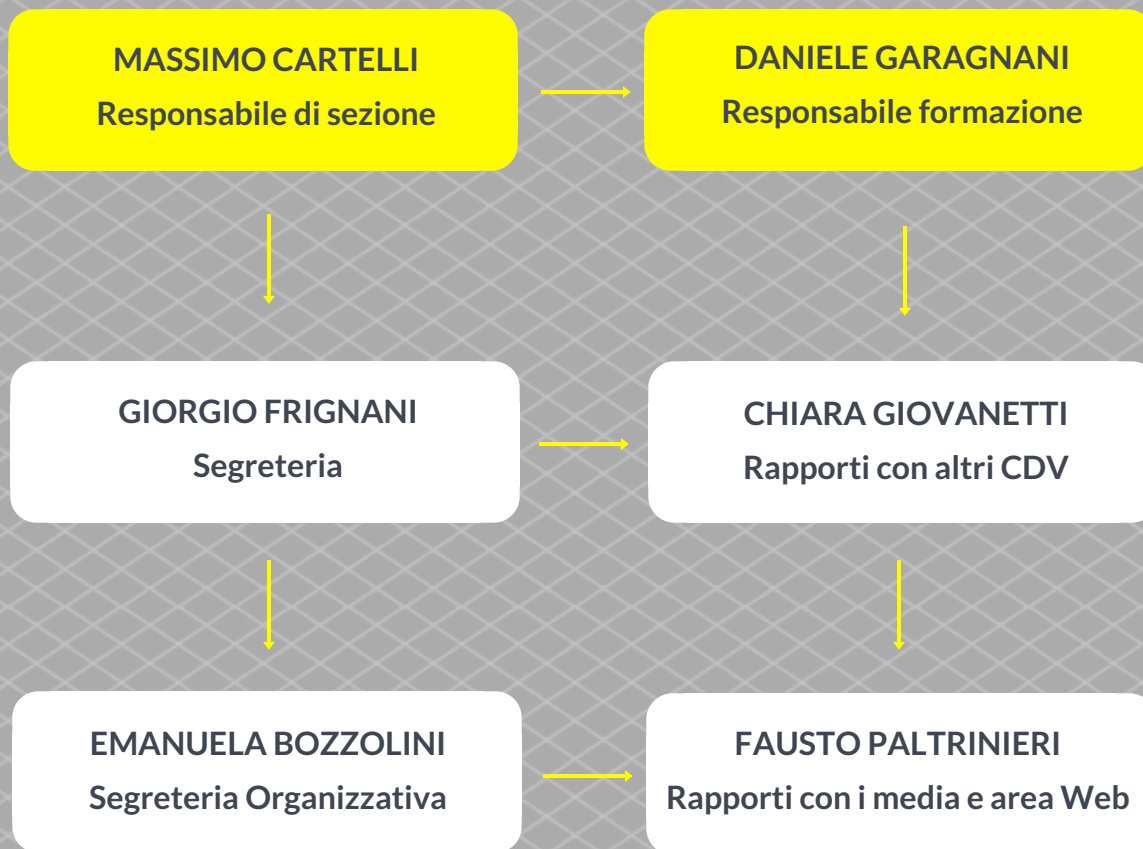 MASSIMO CARTELLI
Responsabile di sezione
DANIELE GARAGNANI
Responsabile formazione
GIORGIO FRIGNANI
Segreteria
CHIARA GIOVANETTI
Rapporti con altri CDV
EMANUELA BOZZOLINI
Segreteria Organizzativa
FAUSTO PALTRINIERI
Rapporti con i media e area Web